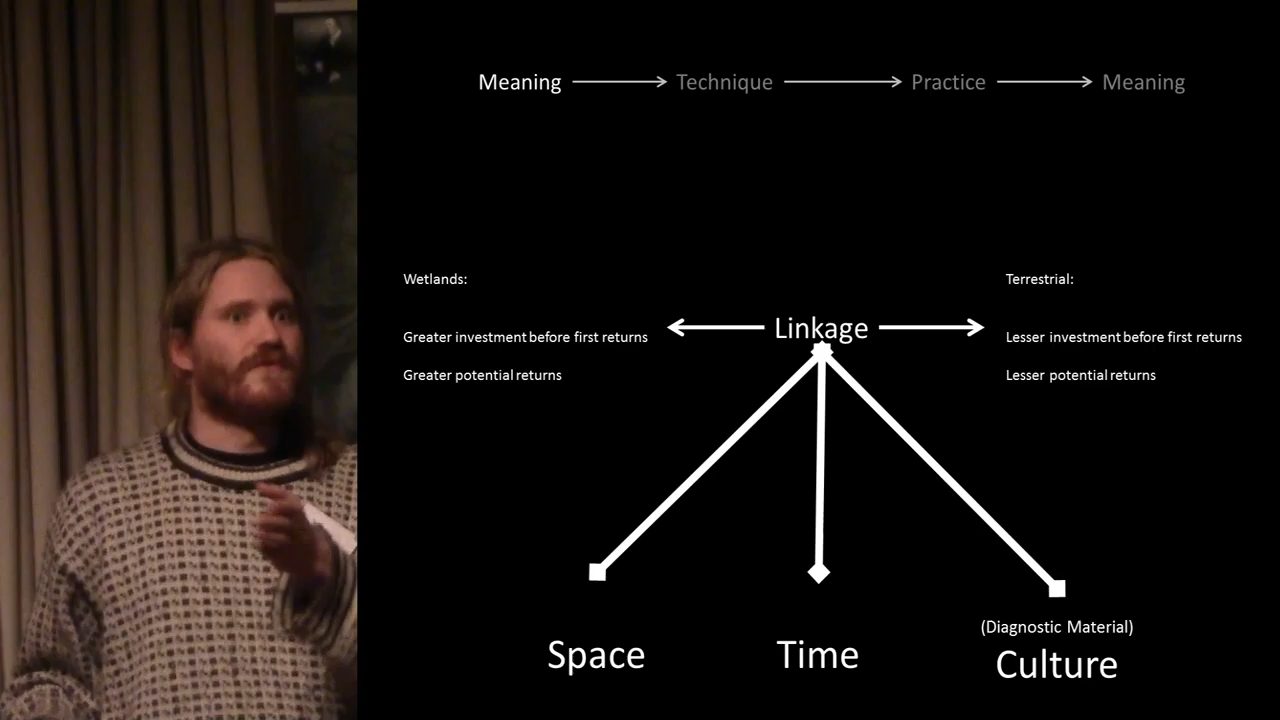 Meaning Technique Practice Meaning
Wetlands:
Terrestrial:
Linkage
Greater investment before first returns
Lesser investment before first returns
Greater potential returns
Lesser potential returns
Space
Time
(Diagnostic Material)
Culture